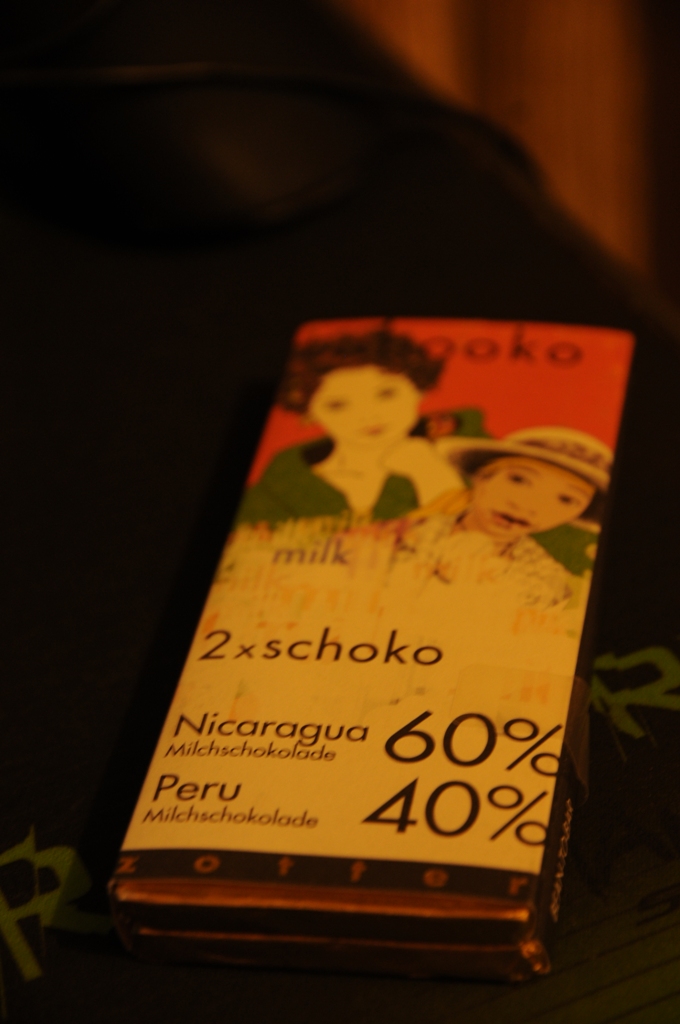 milk
2xschoko
Nicaragua 60%
Milchschokolade
Peru 40%
Milchschokolade
zotter